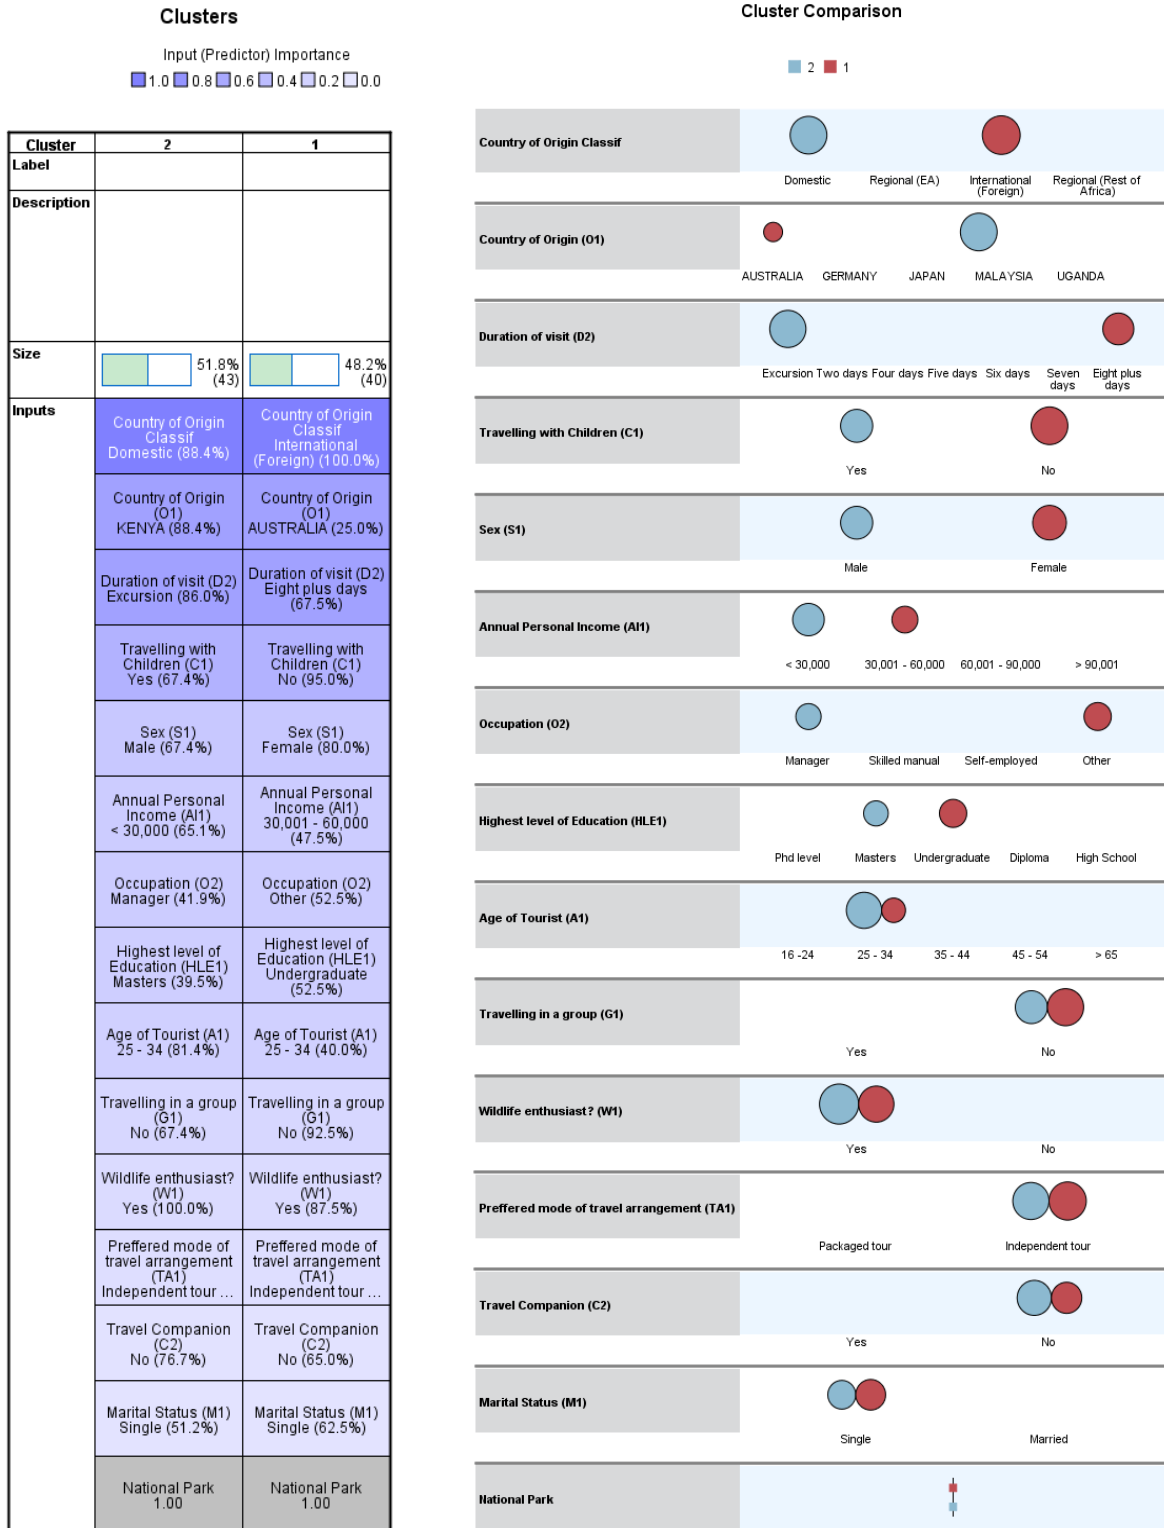 Clusters
Input (Predictor) Importance
1.0 0.8 0.6 0.4 0.2 0.0
Cluster 2 1
Label
Description
Size
51.8%
(43)
48.2%
(40)
Inputs
Country of Origin
Classif
Domestic (88.4%)
Country of Origin
Classif
International
(Foreign) (100.0%)
Country of Origin
(O1)
KENYA (88.4%)
Country of Origin
(O1)
AUSTRALIA (25.0%)
Duration of visit (D2)
Excursion (86.0%)
Duration of visit (D2)
Eight plus days
(67.5%)
Travelling with
Children (C1)
Yes (67.4%)
Travelling with
Children (C1)
No (95.0%)
Sex (S1)
Male (67.4%)
Sex (S1)
Female (80.0%)
Annual Personal
Income (AI1)
< 30,000 (65.1%)
Annual Personal
Income (AI1)
30,001 - 60,000
(47.5%)
Occupation (O2)
Manager (41.9%)
Occupation (O2)
Other (52.5%)
Highest level of
Education (HLE1)
Masters (39.5%)
Highest level of
Education (HLE1)
Undergraduate
(52.5%)
Age of Tourist (A1)
25 - 34 (81.4%)
Age of Tourist (A1)
25 - 34 (40.0%)
Travelling in a group
(G1)
No (67.4%)
Travelling in a group
(G1)
No (92.5%)
Wildlife enthusiast?
(W1)
Yes (100.0%)
Wildlife enthusiast?
(W1)
Yes (87.5%)
Preffered mode of
travel arrangement
(TA1)
Independent tour ...
Preffered mode of
travel arrangement
(TA1)
Independent tour ...
Travel Companion
(C2)
No (76.7%)
Travel Companion
(C2)
No (65.0%)
Marital Status (M1)
Single (51.2%)
Marital Status (M1)
Single (62.5%)
National Park
1.00
National Park
1.00
Cluster Comparison
2 1
Country of Origin Classif
Domestic Regional (EA) International (Foreign) Regional (Rest of Africa)
Country of Origin (O1)
AUSTRALIA GERMANY JAPAN MALAYSIA UGANDA
Duration of visit (D2)
Excursion Two days Four days Five days Six days Seven days Eight plus days
Travelling with Children (C1)
Yes No
Sex (S1)
Male Female
Annual Personal Income (AI1)
< 30,000 30,001 - 60,000 60,001 - 90,000 > 90,001
Occupation (O2)
Manager Skilled manual Self-employed Other
Highest level of Education (HLE1)
Phd level Masters Undergraduate Diploma High School
Age of Tourist (A1)
16 -24 25 - 34 35 - 44 45 - 54 > 65
Travelling in a group (G1)
Yes No
Wildlife enthusiast? (W1)
Yes No
Preffered mode of travel arrangement (TA1)
Packaged tour Independent tour
Travel Companion (C2)
Yes No
Marital Status (M1)
Single Married
National Park